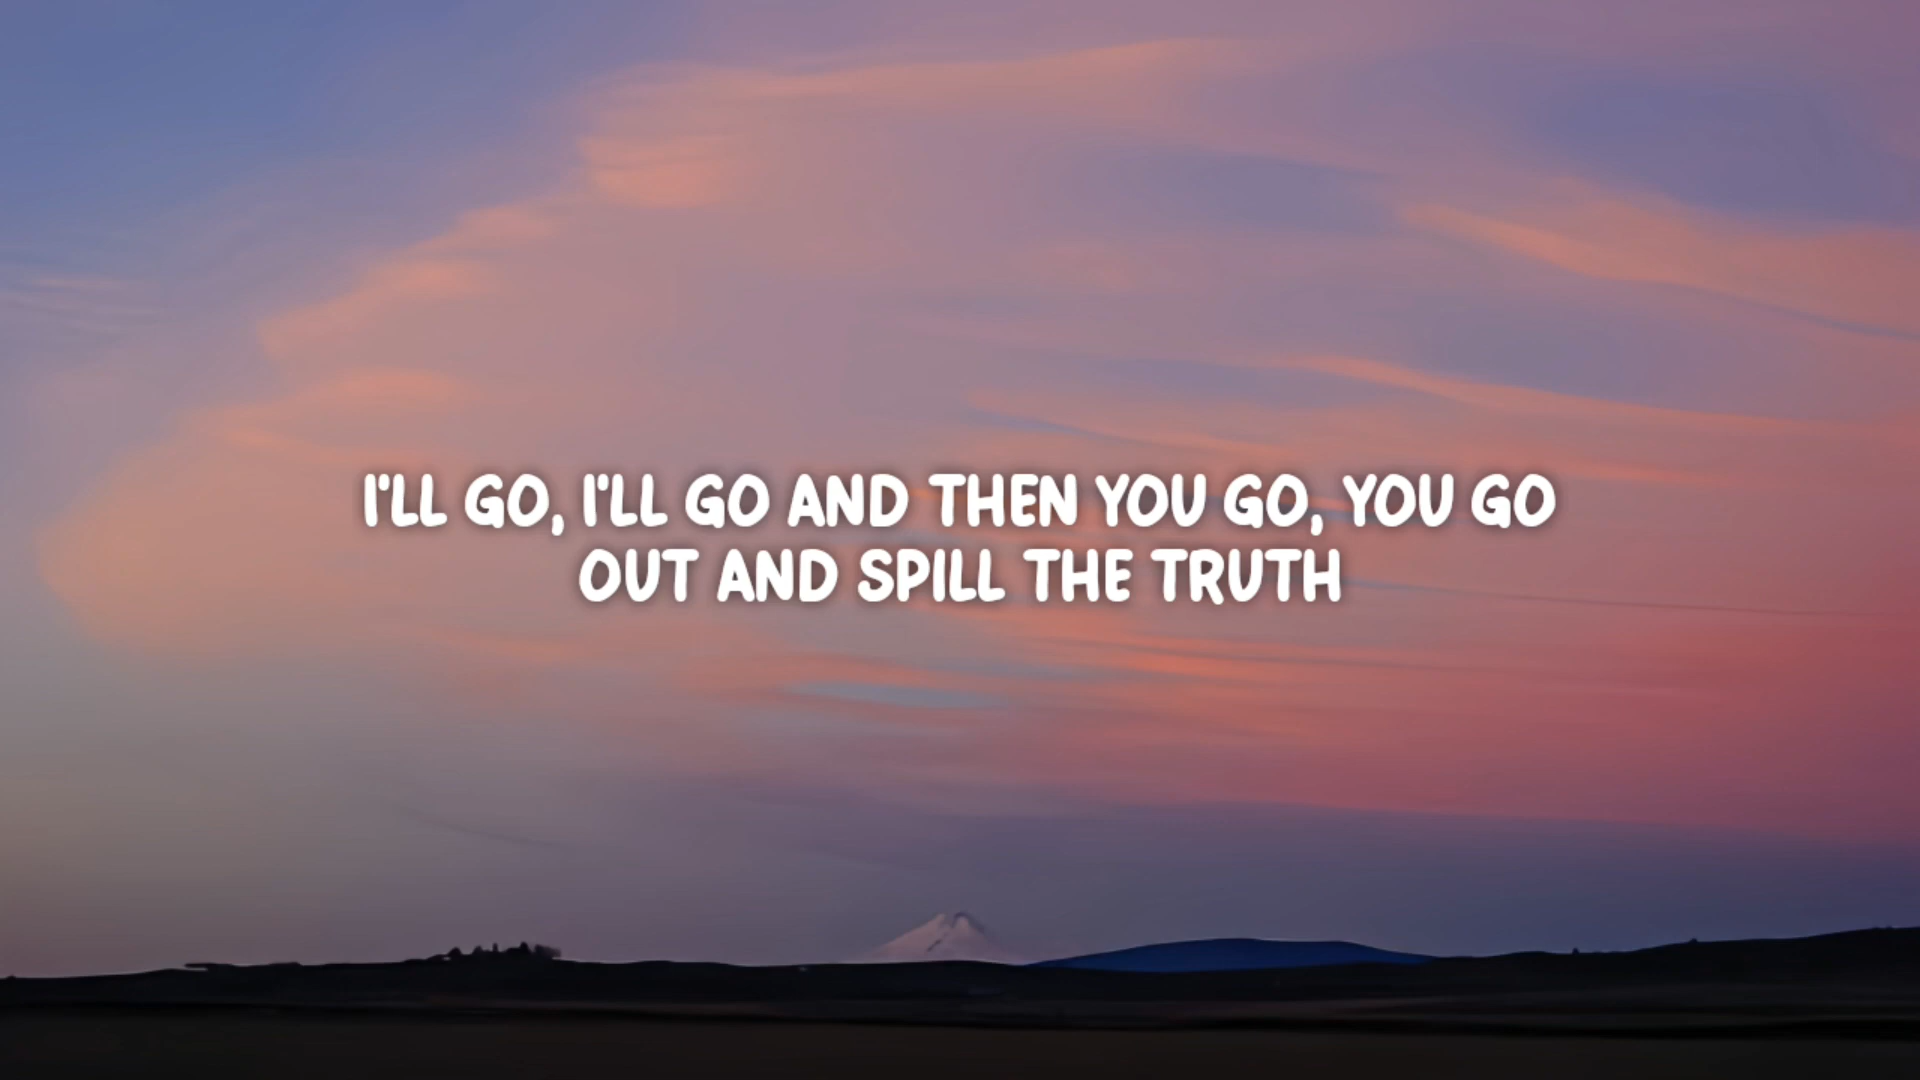 I'LL GO, I'LL GO AND THEN YOU GO, YOU GO
OUT AND SPILL THE TRUTH